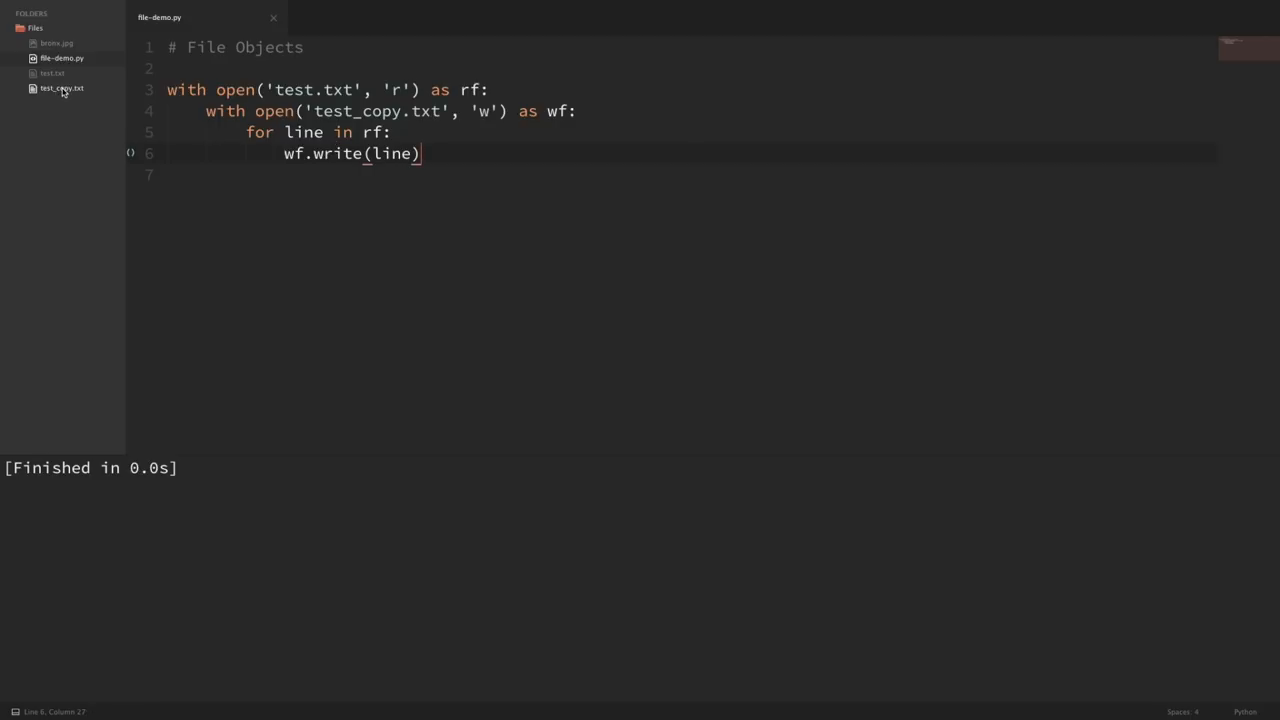 FOLDERS
Files
bronx.jpg
file-demo.py
test.txt
test_copy.txt
file-demo.py
1 # File Objects
2
3 with open('test.txt', 'r') as rf:
4 with open('test_copy.txt', 'w') as wf:
5 for line in rf:
6 wf.write(line)
7
[Finished in 0.0s]
Line 6, Column 27
Spaces: 4
Python